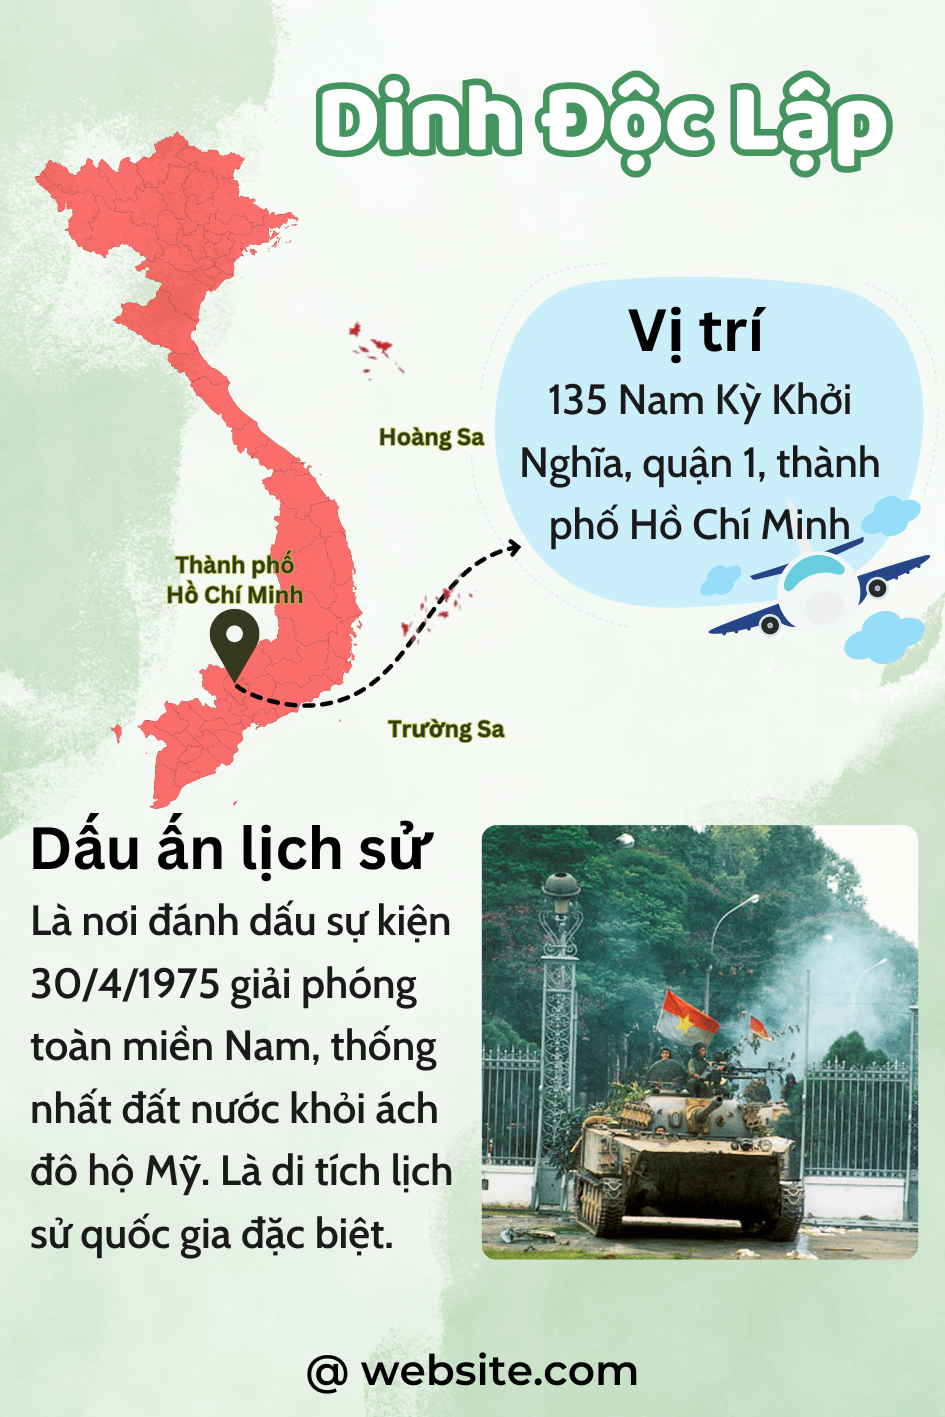 Dinh Độc Lập
Vị trí
135 Nam Kỳ Khởi
Nghĩa, quận 1, thành
phố Hồ Chí Minh
Hoàng Sa
Thành phố
Hồ Chí Minh
Trường Sa
Dấu ấn lịch sử
Là nơi đánh dấu sự kiện
30/4/1975 giải phóng
toàn miền Nam, thống
nhất đất nước khỏi ách
đô hộ Mỹ. Là di tích lịch
sử quốc gia đặc biệt.
@ website.com